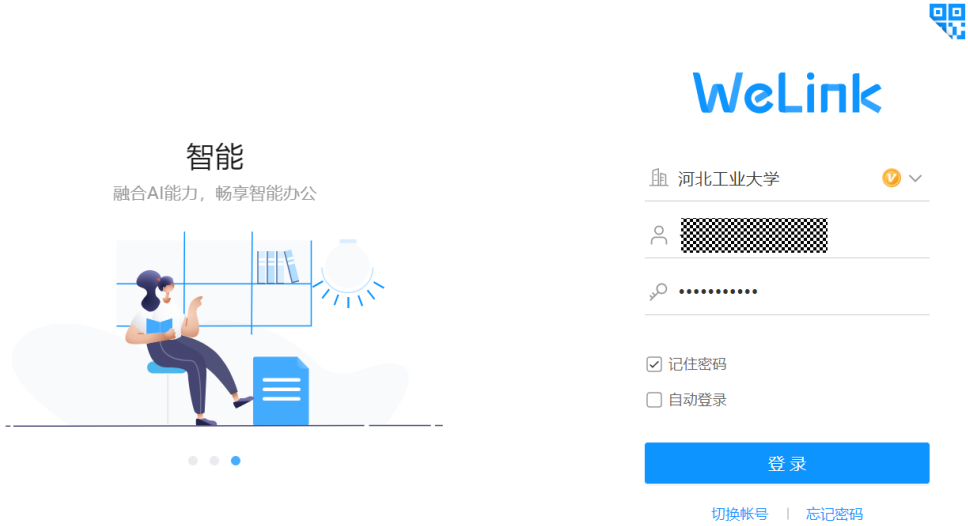 智能
融合AI能力，畅享智能办公
WeLink
河北工业大学
•••••••••••
记住密码
自动登录
登 录
切换帐号 | 忘记密码